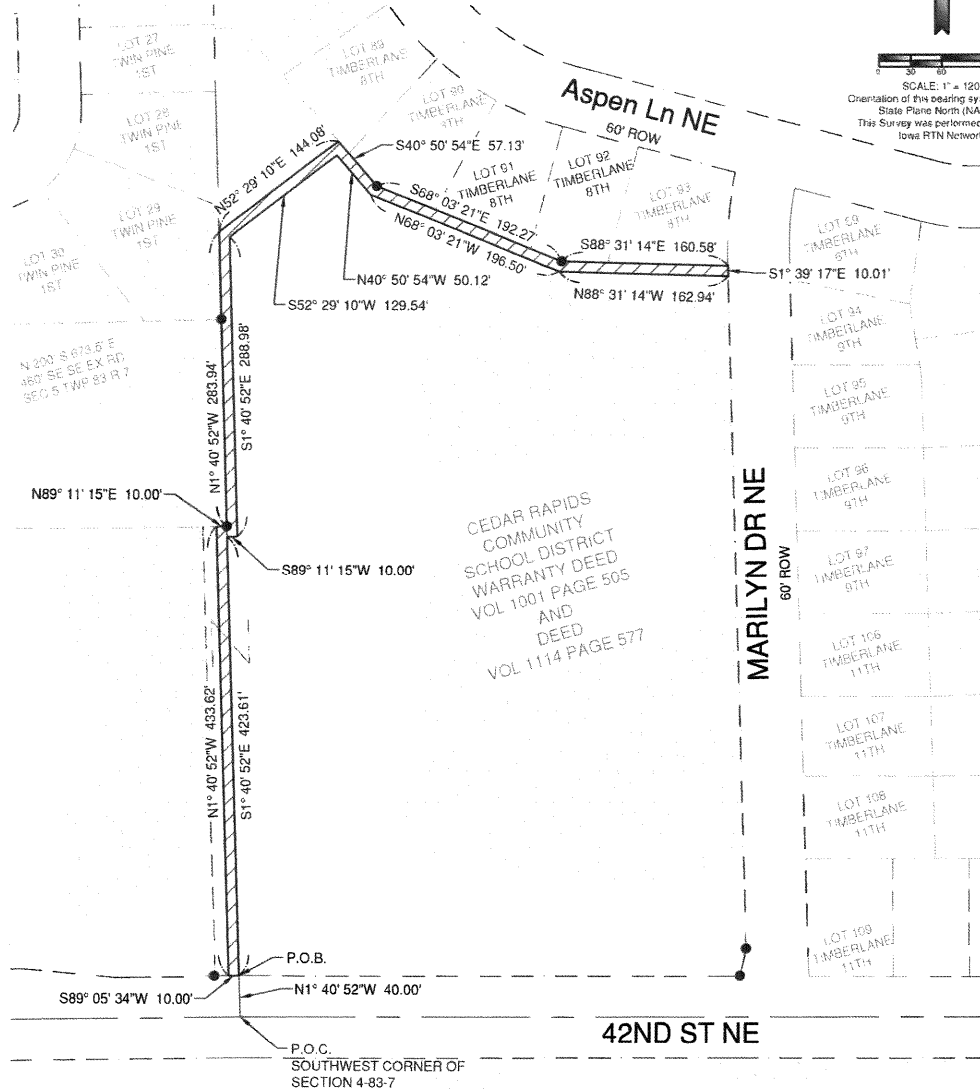 LOT 27
TWIN PINE
1ST
LOT 28
TWIN PINE
1ST
LOT 29
TWIN PINE
1ST
LOT 30
TWIN PINE
1ST
LOT 89
TIMBERLANE
8TH
LOT 90
TIMBERLANE
8TH
LOT 91
TIMBERLANE
8TH
LOT 92
TIMBERLANE
8TH
LOT 93
TIMBERLANE
8TH
Aspen Ln NE
60' ROW
0 30 60
SCALE: 1" = 120
Orientation of this bearing sy
State Plane North (NA
This Survey was performed
Iowa RTN Networ
N52° 29' 10"E 144.08'
S40° 50' 54"E 57.13'
S68° 03' 21"E 192.27'
N68° 03' 21"W 196.50'
S88° 31' 14"E 160.58'
S1° 39' 17"E 10.01'
N88° 31' 14"W 162.94'
N40° 50' 54"W 50.12'
S52° 29' 10"W 129.54'
N 200' S 673.5' E
460' SE SE EX RD
SEC 5 TWP 83 R 7
N1° 40' 52"W 283.94'
S1° 40' 52"E 288.98'
N89° 11' 15"E 10.00'
S89° 11' 15"W 10.00'
N1° 40' 52"W 433.62'
S1° 40' 52"E 423.61'
CEDAR RAPIDS
COMMUNITY
SCHOOL DISTRICT
WARRANTY DEED
VOL 1001 PAGE 505
AND
DEED
VOL 1114 PAGE 577
MARILYN DR NE
60' ROW
LOT 59
6TH
LOT 94
TIMBERLANE
9TH
LOT 95
TIMBERLANE
9TH
LOT 96
TIMBERLANE
9TH
LOT 97
TIMBERLANE
9TH
LOT 106
TIMBERLANE
11TH
LOT 107
TIMBERLANE
11TH
LOT 108
TIMBERLANE
11TH
LOT 109
TIMBERLANE
11TH
P.O.B.
S89° 05' 34"W 10.00'
N1° 40' 52"W 40.00'
42ND ST NE
P.O.C.
SOUTHWEST CORNER OF
SECTION 4-83-7